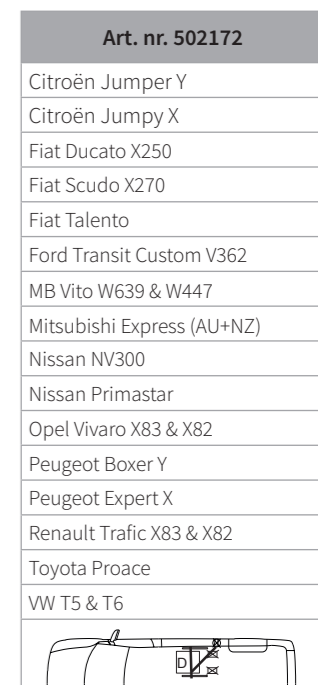 Art. nr. 502172
Citroën Jumper Y
Citroën Jumpy X
Fiat Ducato X250
Fiat Scudo X270
Fiat Talento
Ford Transit Custom V362
MB Vito W639 & W447
Mitsubishi Express (AU+NZ)
Nissan NV300
Nissan Primastar
Opel Vivaro X83 & X82
Peugeot Boxer Y
Peugeot Expert X
Renault Trafic X83 & X82
Toyota Proace
VW T5 & T6
D